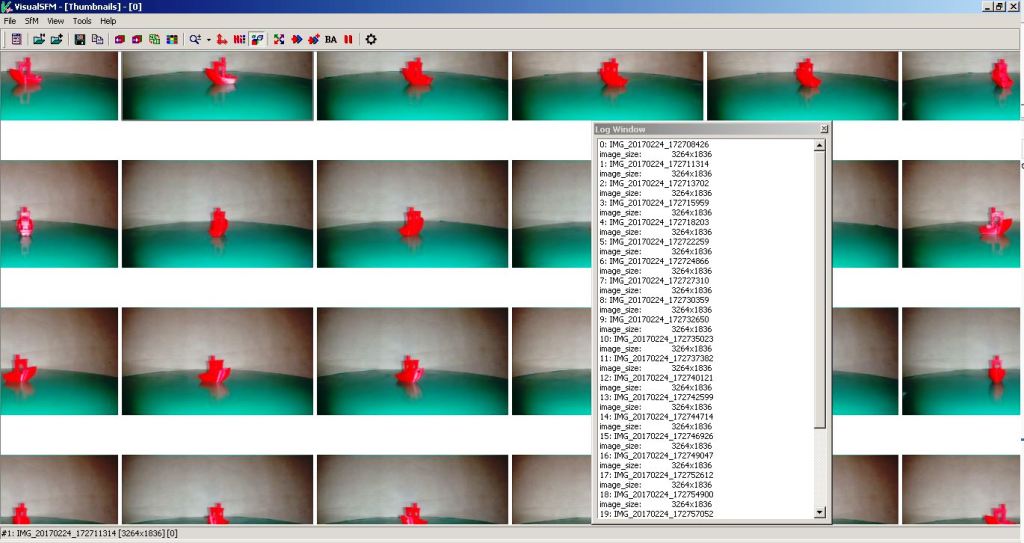 VisualSFM - [Thumbnails] - [0]
File SfM View Tools Help
BA
Log Window
0: IMG_20170224_172708426
image_size: 3264x1836
1: IMG_20170224_172711314
image_size: 3264x1836
2: IMG_20170224_172713702
image_size: 3264x1836
3: IMG_20170224_172715959
image_size: 3264x1836
4: IMG_20170224_172718203
image_size: 3264x1836
5: IMG_20170224_172722259
image_size: 3264x1836
6: IMG_20170224_172724866
image_size: 3264x1836
7: IMG_20170224_172727310
image_size: 3264x1836
8: IMG_20170224_172730359
image_size: 3264x1836
9: IMG_20170224_172732650
image_size: 3264x1836
10: IMG_20170224_172735023
image_size: 3264x1836
11: IMG_20170224_172737382
image_size: 3264x1836
12: IMG_20170224_172740121
image_size: 3264x1836
13: IMG_20170224_172742599
image_size: 3264x1836
14: IMG_20170224_172744714
image_size: 3264x1836
15: IMG_20170224_172746926
image_size: 3264x1836
16: IMG_20170224_172749047
image_size: 3264x1836
17: IMG_20170224_172752612
image_size: 3264x1836
18: IMG_20170224_172754900
image_size: 3264x1836
19: IMG_20170224_172757052
#1: IMG_20170224_172711314 [3264x1836] [0]